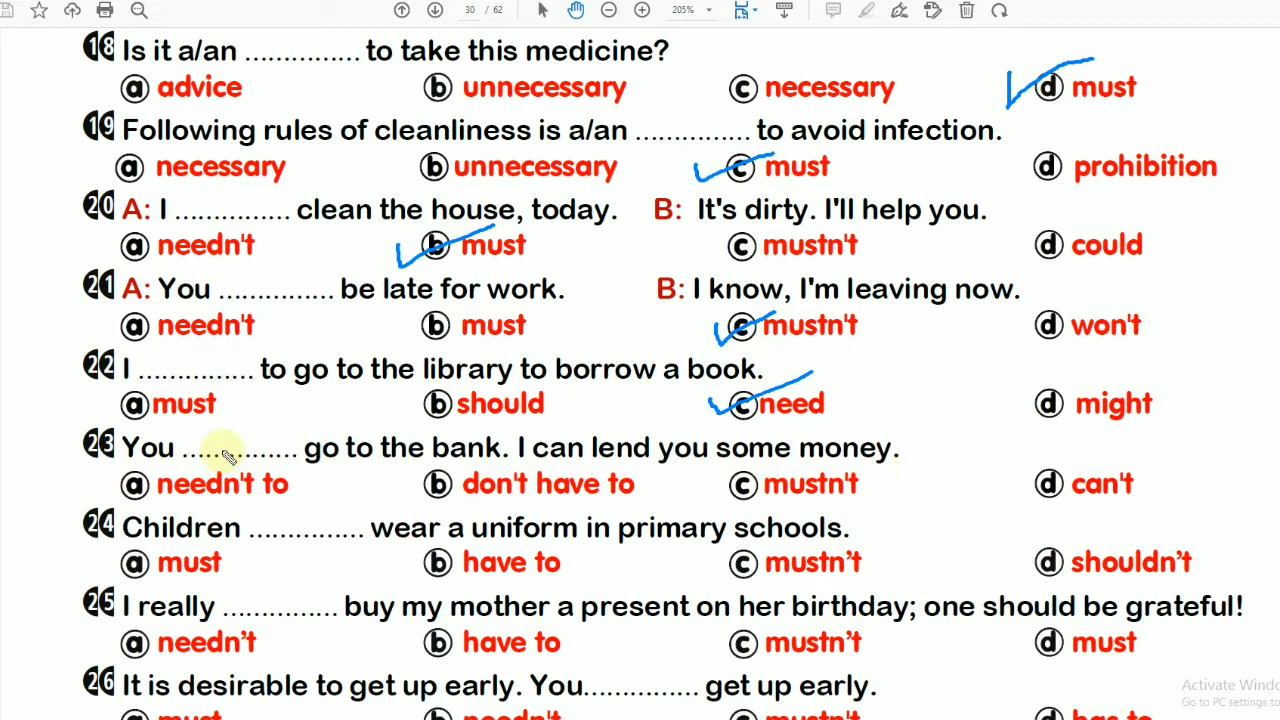 30 / 62 205%
18 Is it a/an ............... to take this medicine?
a advice b unnecessary c necessary d must
19 Following rules of cleanliness is a/an ............... to avoid infection.
a necessary b unnecessary c must d prohibition
20 A: I ............... clean the house, today. B: It's dirty. I'll help you.
a needn't b must c mustn't d could
21 A: You ............... be late for work. B: I know, I'm leaving now.
a needn't b must c mustn't d won't
22 I ............... to go to the library to borrow a book.
a must b should c need d might
23 You ............... go to the bank. I can lend you some money.
a needn't to b don't have to c mustn't d can't
24 Children ............... wear a uniform in primary schools.
a must b have to c mustn't d shouldn't
25 I really ............... buy my mother a present on her birthday; one should be grateful!
a needn't b have to c mustn't d must
26 It is desirable to get up early. You............... get up early.
a must b needn't c mustn't d has to
Activate Windo
Go to PC settings to